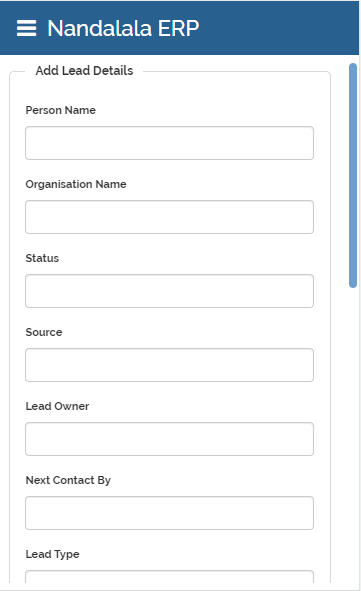 Nandalala ERP
Add Lead Details
Person Name
Organisation Name
Status
Source
Lead Owner
Next Contact By
Lead Type